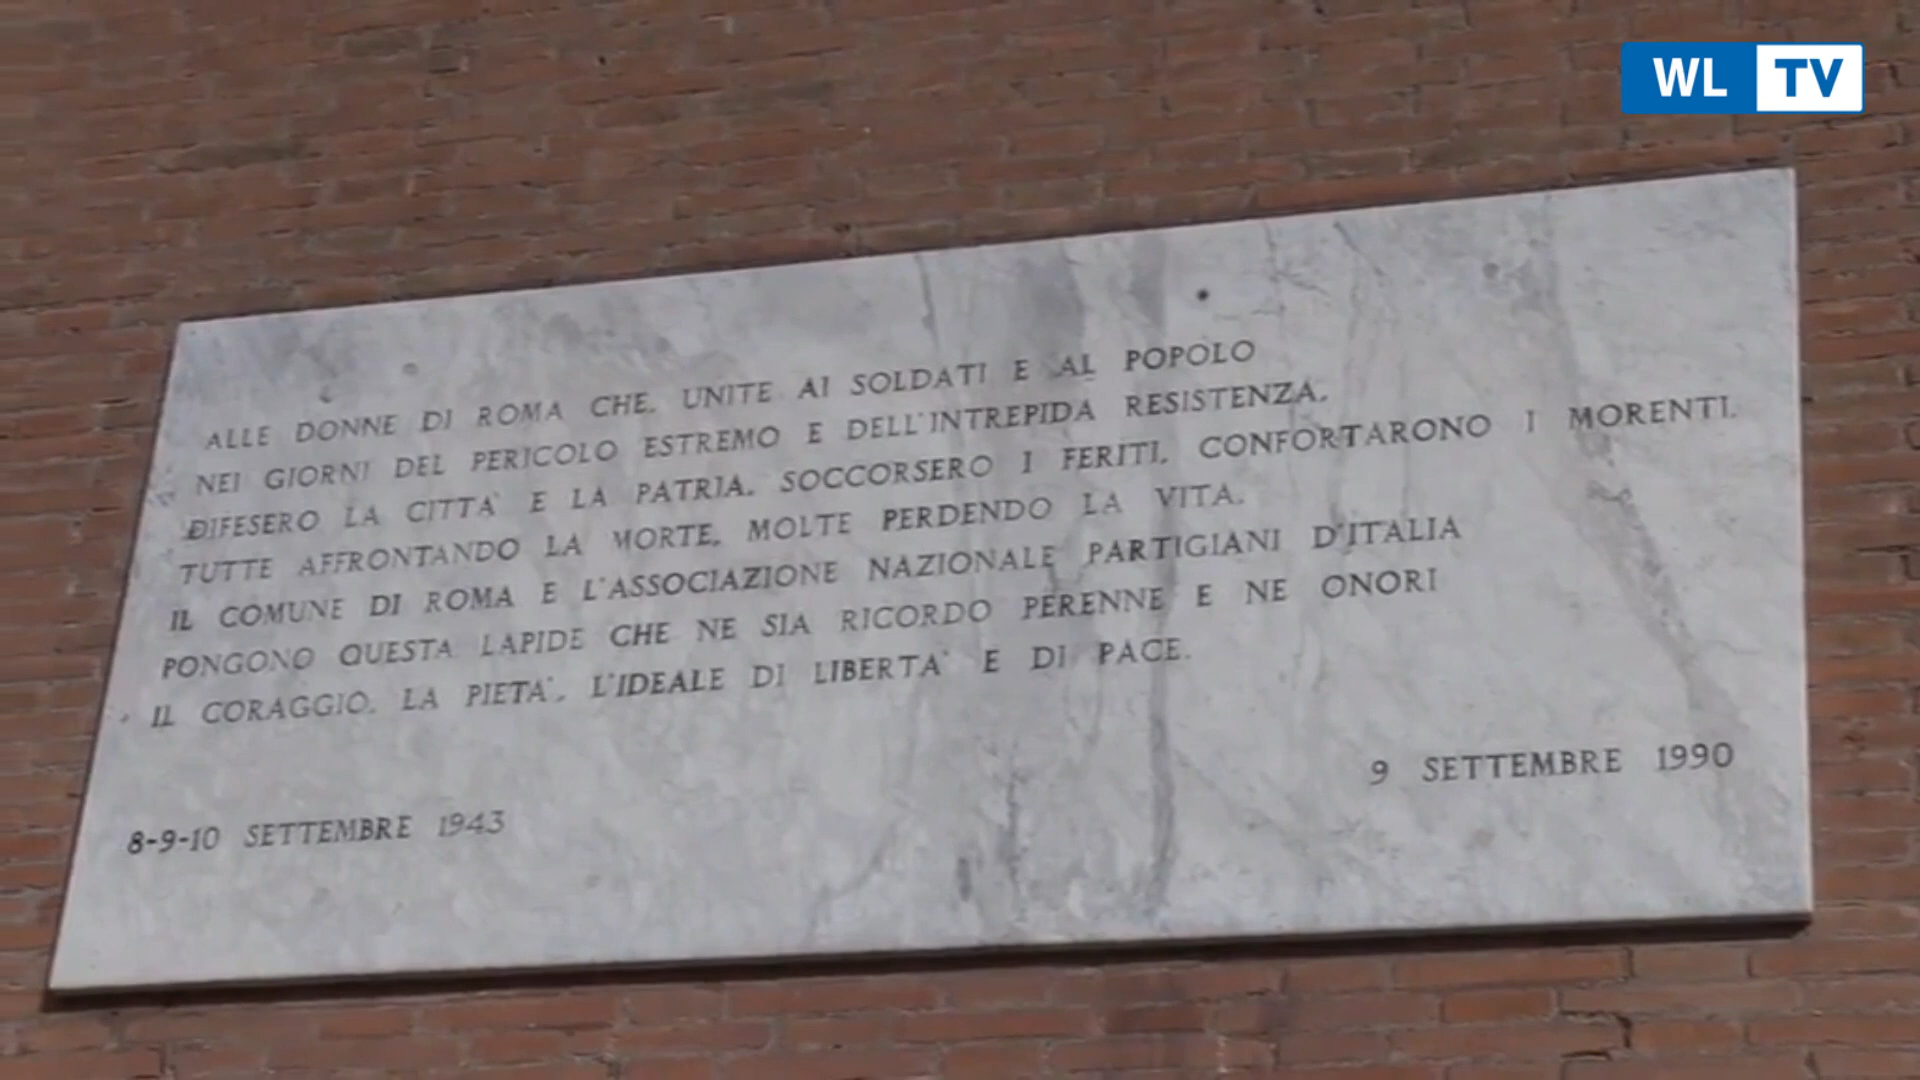 WL TV
ALLE DONNE DI ROMA CHE, UNITE AI SOLDATI E AL POPOLO
NEI GIORNI DEL PERICOLO ESTREMO E DELL'INTREPIDA RESISTENZA,
DIFESERO LA CITTA' E LA PATRIA, SOCCORSERO I FERITI, CONFORTARONO I MORENTI,
TUTTE AFFRONTANDO LA MORTE, MOLTE PERDENDO LA VITA.
IL COMUNE DI ROMA E L'ASSOCIAZIONE NAZIONALE PARTIGIANI D'ITALIA
PONGONO QUESTA LAPIDE CHE NE SIA RICORDO PERENNE E NE ONORI
IL CORAGGIO, LA PIETA', L'IDEALE DI LIBERTA' E DI PACE.
9 SETTEMBRE 1990
8-9-10 SETTEMBRE 1943